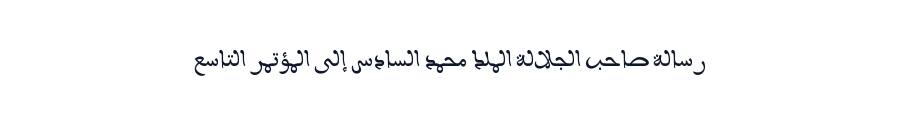 رسالة صاحب الجلالة الملك محمد السادس إلى المؤتمر التاسع